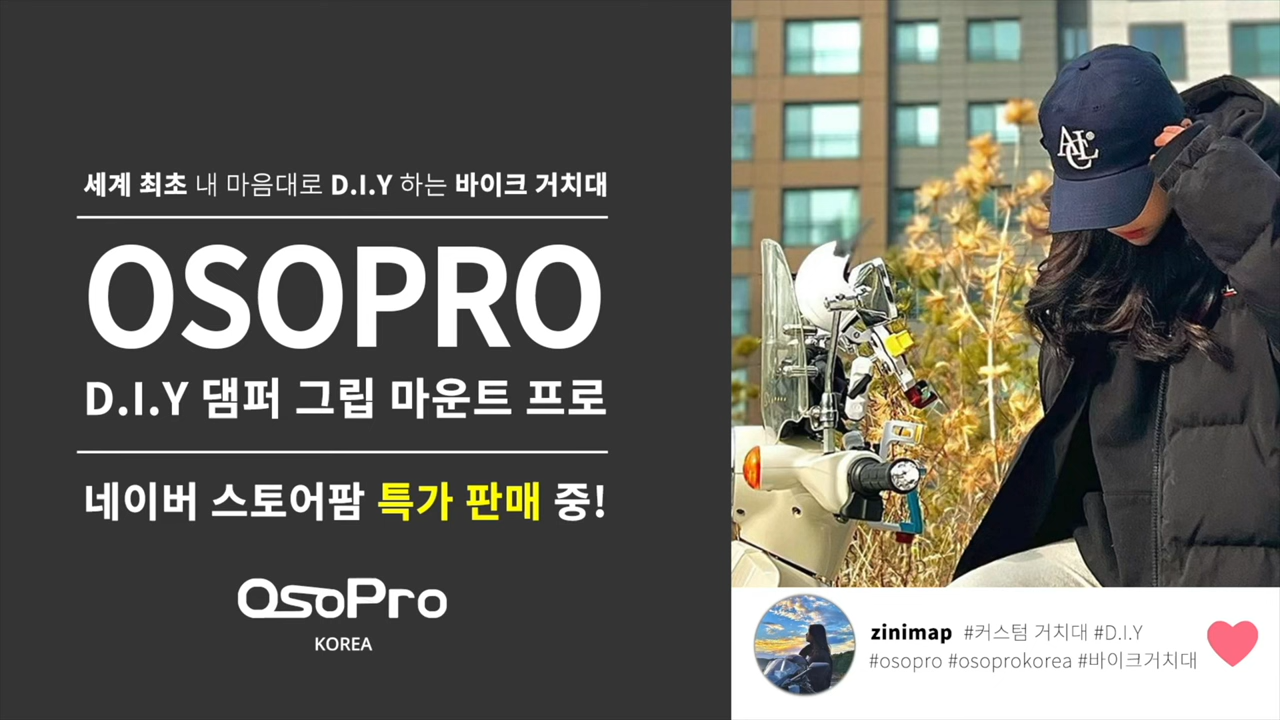 세계 최초 내 마음대로 D.I.Y 하는 바이크 거치대
OSOPRO
D.I.Y 댐퍼 그립 마운트 프로
네이버 스토어팜 특가 판매 중!
OsoPro
KOREA
zinimap #커스텀 거치대 #D.I.Y
#osopro #osoprokorea #바이크거치대